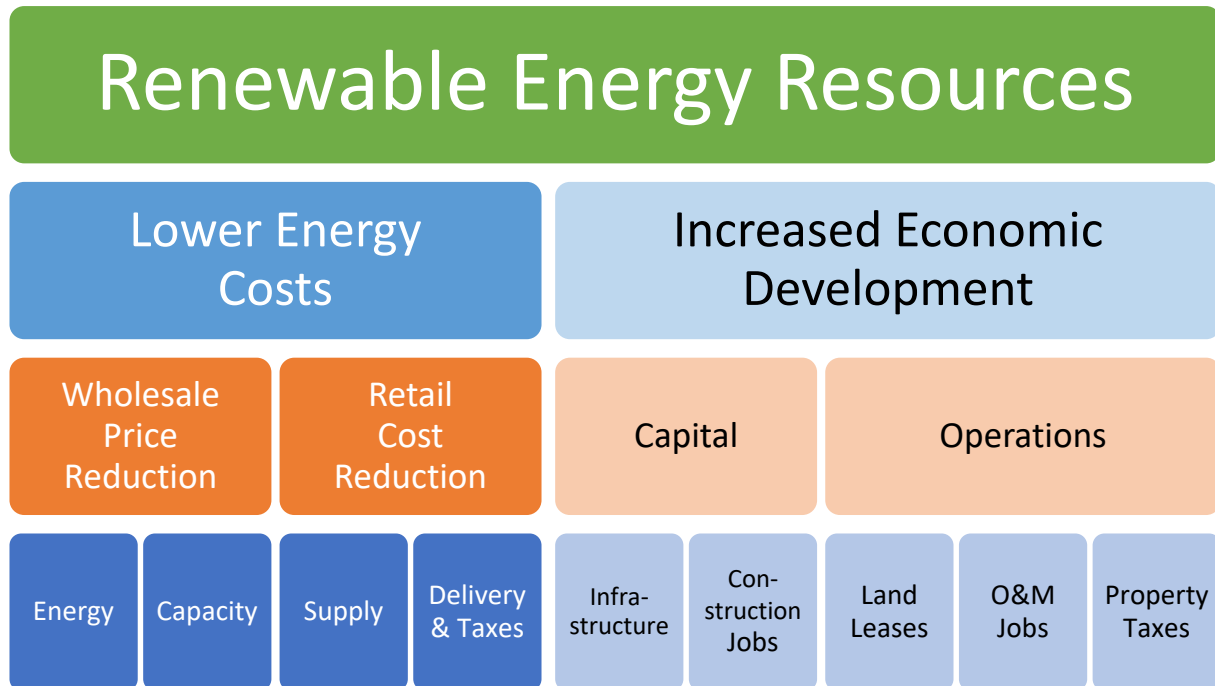 Renewable Energy Resources
Lower Energy
Costs
Increased Economic
Development
Wholesale
Price
Reduction
Retail
Cost
Reduction
Capital
Operations
Energy
Capacity
Supply
Delivery
& Taxes
Infra-
structure
Con-
struction
Jobs
Land
Leases
O&M
Jobs
Property
Taxes